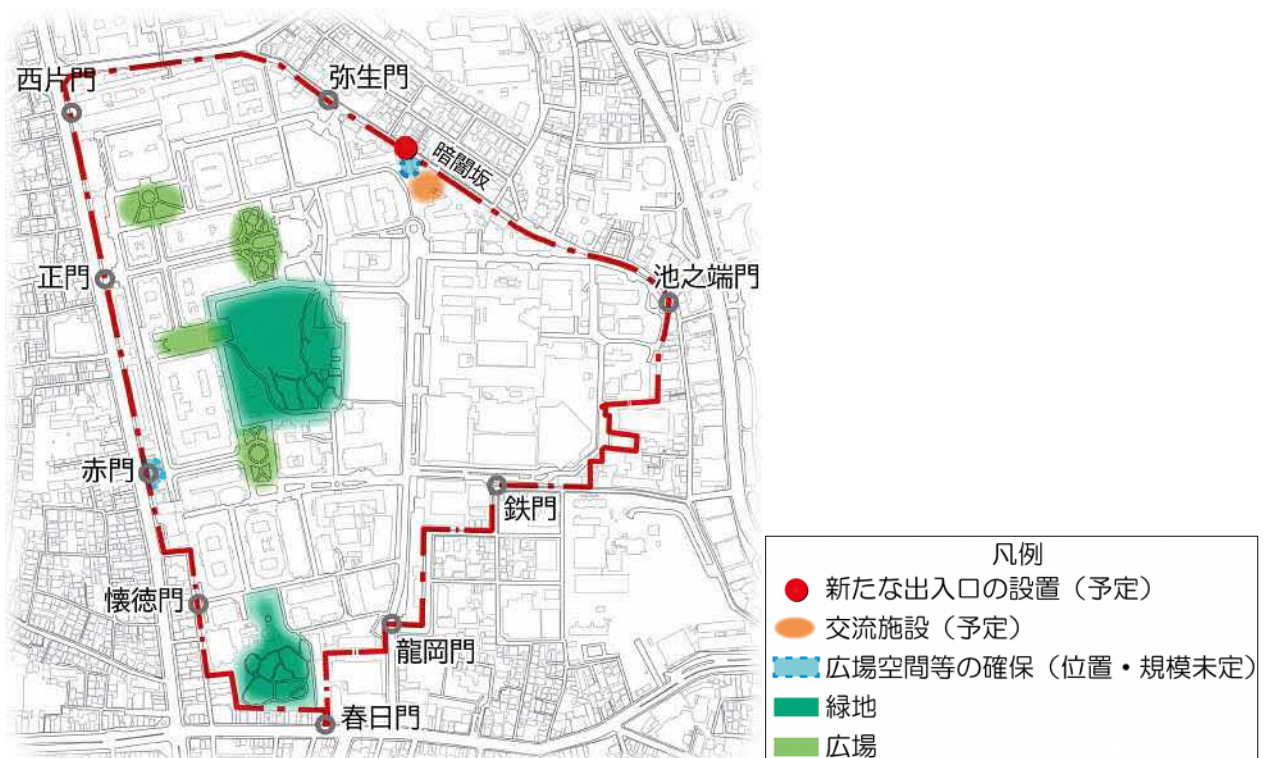 西片門
弥生門
暗闇坂
池之端門
正門
赤門
鉄門
懐徳門
龍岡門
春日門
凡例
新たな出入口の設置（予定）
交流施設（予定）
広場空間等の確保（位置・規模未定）
緑地
広場